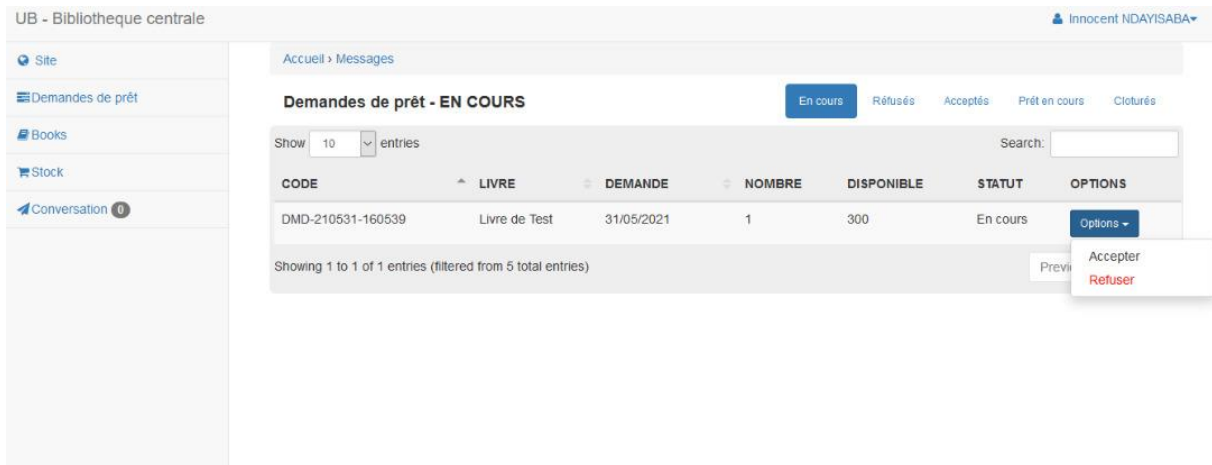 UB - Bibliotheque centrale
Innocent NDAYISABA
Site
Demandes de prêt
Books
Stock
Conversation 0
Accueil › Messages
Demandes de prêt - EN COURS
En cours Réfusés Acceptés Prêt en cours Cloturés
Show 10 entries Search:
CODE LIVRE DEMANDE NOMBRE DISPONIBLE STATUT OPTIONS
DMD-210531-160539 Livre de Test 31/05/2021 1 300 En cours Options
Accepter
Refuser
Showing 1 to 1 of 1 entries (filtered from 5 total entries)